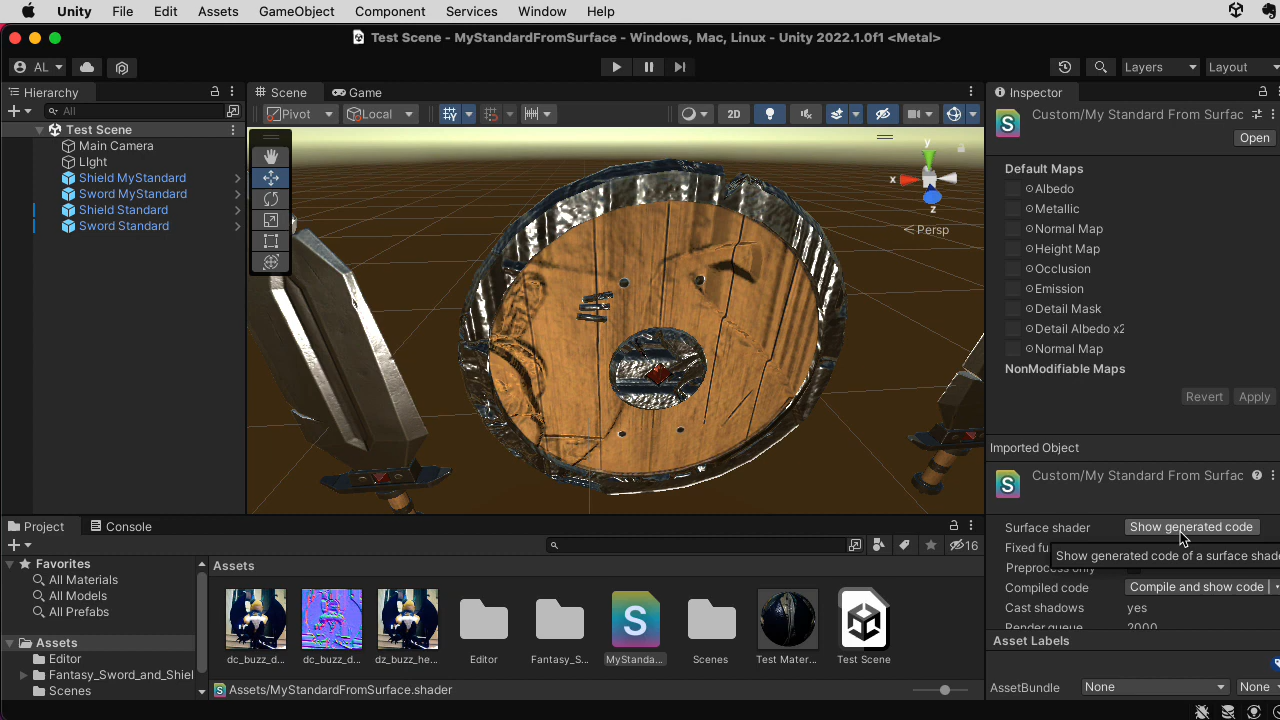 Unity File Edit Assets GameObject Component Services Window Help
Test Scene - MyStandardFromSurface - Windows, Mac, Linux - Unity 2022.1.0f1 <Metal>
AL Layers Layout
Hierarchy
All
Test Scene
Main Camera
LIght
Shield MyStandard
Sword MyStandard
Shield Standard
Sword Standard
Scene Game
Pivot Local 2D
y
x
z
Persp
Inspector
Custom/My Standard From Surfac
Open
Default Maps
Albedo
Metallic
Normal Map
Height Map
Occlusion
Emission
Detail Mask
Detail Albedo x2
Normal Map
NonModifiable Maps
Revert Apply
Imported Object
Custom/My Standard From Surfac
Surface shader Show generated code
Fixed fu
Show generated code of a surface shade
Preprocess only
Compiled code Compile and show code
Cast shadows yes
Render queue 2000
Asset Labels
AssetBundle None None
Project Console
16
Favorites
All Materials
All Models
All Prefabs
Assets
Editor
Fantasy_Sword_and_Shiel
Scenes
Assets
dc_buzz_d... dc_buzz_d... dz_buzz_he... Editor Fantasy_S... MyStanda... Scenes Test Mater... Test Scene
Assets/MyStandardFromSurface.shader